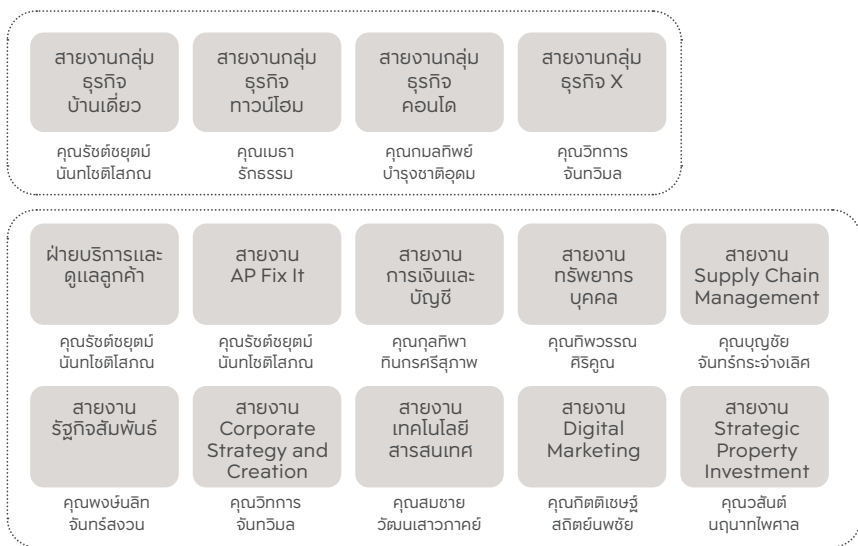 สายงานกลุ่ม
ธุรกิจ
บ้านเดี่ยว
คุณรัชต์ชยุตม์
นันทโชติโสภณ
สายงานกลุ่ม
ธุรกิจ
ทาวน์โฮม
คุณเมธา
รักธรรม
สายงานกลุ่ม
ธุรกิจ
คอนโด
คุณกมลทิพย์
บำรุงชาติอุดม
สายงานกลุ่ม
ธุรกิจ X
คุณวิทการ
จันทวิมล
ฝ่ายบริการและ
ดูแลลูกค้า
คุณรัชต์ชยุตม์
นันทโชติโสภณ
สายงาน
AP Fix It
คุณรัชต์ชยุตม์
นันทโชติโสภณ
สายงาน
การเงินและ
บัญชี
คุณกุลทิพา
ทินกรศรีสุภาพ
สายงาน
ทรัพยากร
บุคคล
คุณทิพวรรณ
ศิริคูณ
สายงาน
Supply Chain
Management
คุณบุญชัย
จันทร์กระจ่างเลิศ
สายงาน
รัฐกิจสัมพันธ์
คุณพงษ์นลิท
จันทร์สงวน
สายงาน
Corporate
Strategy and
Creation
คุณวิทการ
จันทวิมล
สายงาน
เทคโนโลยี
สารสนเทศ
คุณสมชาย
วัฒนเสาวภาคย์
สายงาน
Digital
Marketing
คุณกิตติเชษฐ์
สถิตย์นพชัย
สายงาน
Strategic
Property
Investment
คุณวสันต์
นฤนาทไพศาล